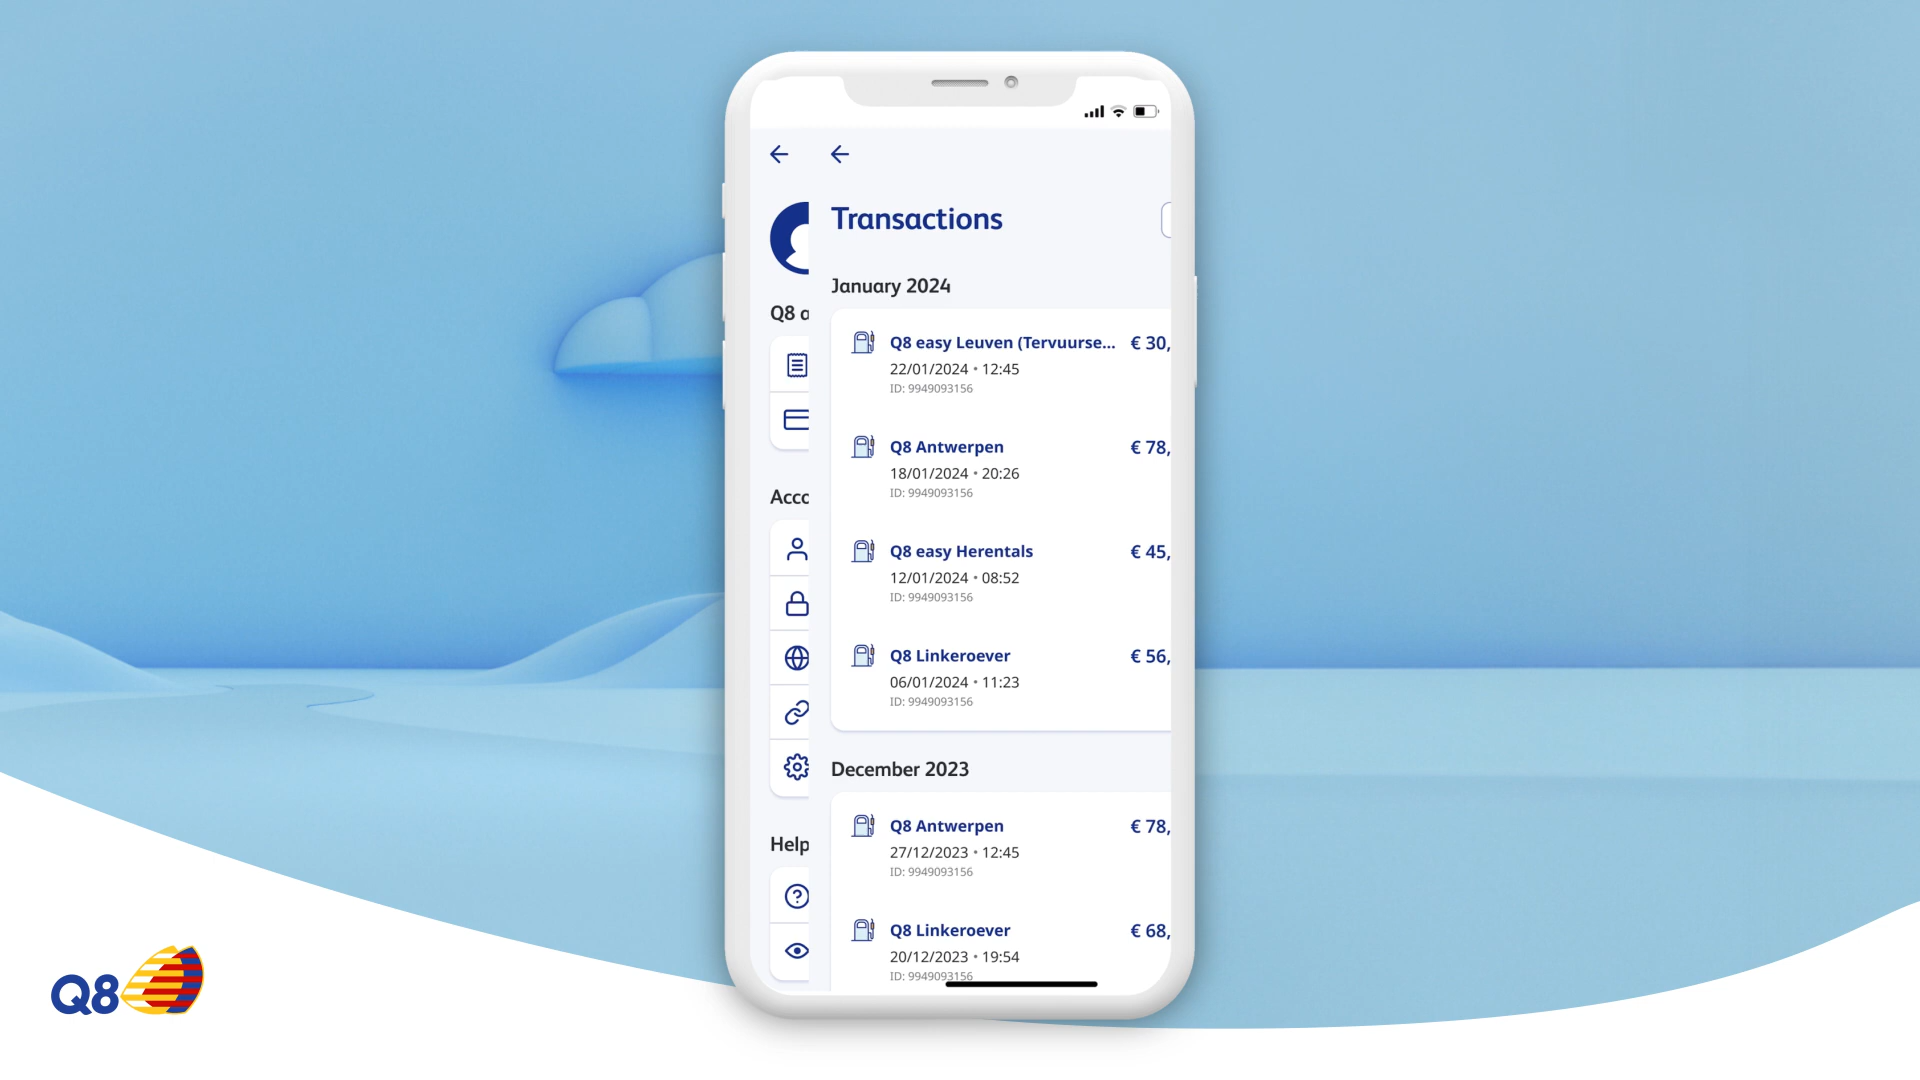 Transactions
January 2024
Q8 a
Q8 easy Leuven (Tervuurse...
€ 30,
22/01/2024 • 12:45
ID: 9949093156
Q8 Antwerpen
€ 78,
18/01/2024 • 20:26
ID: 9949093156
Acco
Q8 easy Herentals
€ 45,
12/01/2024 • 08:52
ID: 9949093156
Q8 Linkeroever
€ 56,
06/01/2024 • 11:23
ID: 9949093156
December 2023
Q8 Antwerpen
€ 78,
27/12/2023 • 12:45
ID: 9949093156
Help
Q8 Linkeroever
€ 68,
20/12/2023 • 19:54
ID: 9949093156
Q8